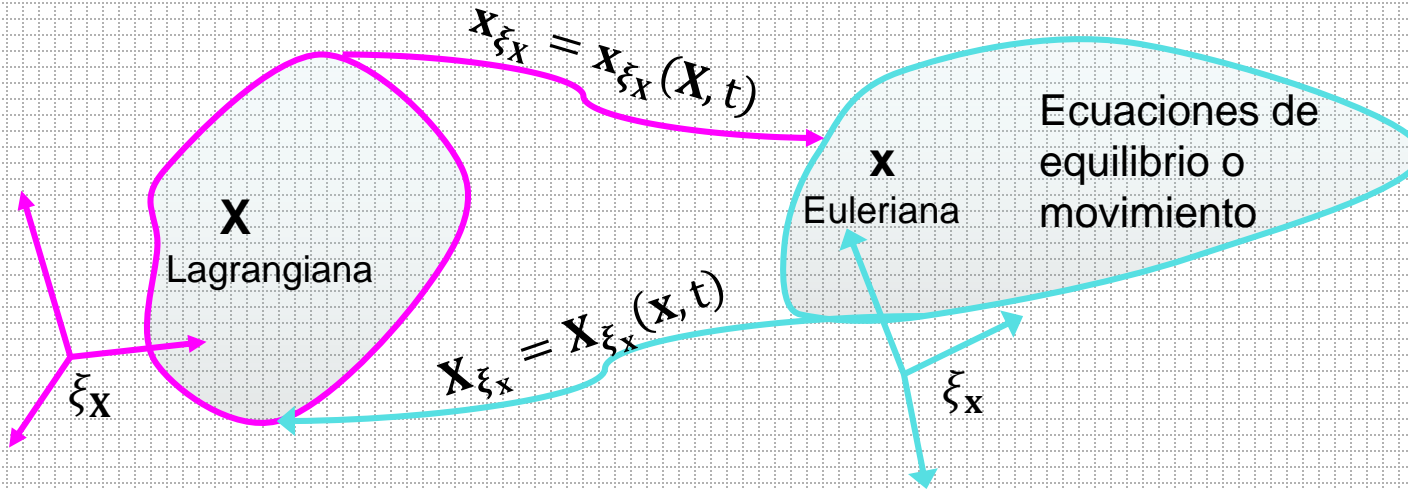 𝐱_{ξ_𝐗} = 𝐱_{ξ_𝐗}(𝐗, t)
Ecuaciones de
equilibrio o
movimiento
𝐱
Euleriana
𝐗
Lagrangiana
𝐗_{ξ_𝐱} = 𝐗_{ξ_𝐱}(𝐱, t)
ξ_𝐗
ξ_𝐱